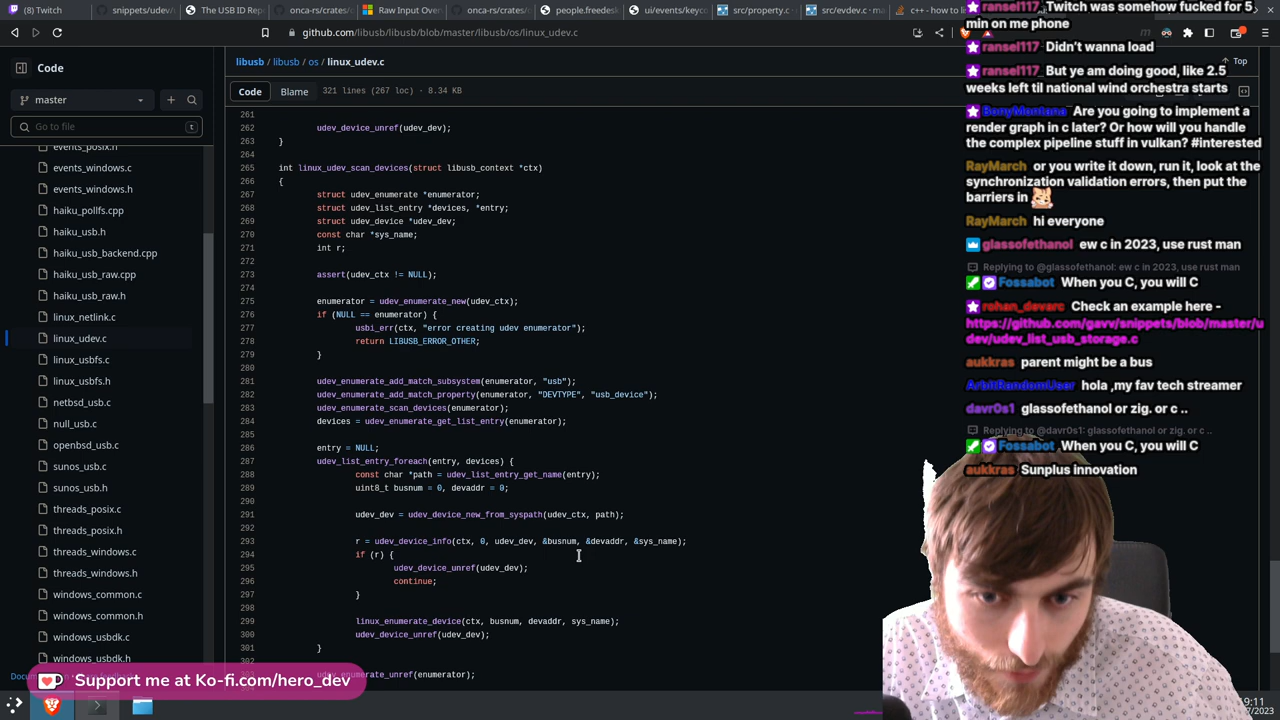 (8) Twitch
snippets/udev/u
The USB ID Repo
onca-rs/crates/
Raw Input Over
onca-rs/crates/
people.freedesk
ui/events/keyco
src/property.c
src/evdev.c
c++ - how to li
github.com/libusb/libusb/blob/master/libusb/os/linux_udev.c
Code
libusb / libusb / os / linux_udev.c
Top
master
Code
Blame
321 lines (267 loc) · 8.34 KB
Go to file
t
events_posix.h
events_windows.c
events_windows.h
haiku_pollfs.cpp
haiku_usb.h
haiku_usb_backend.cpp
haiku_usb_raw.cpp
haiku_usb_raw.h
linux_netlink.c
linux_udev.c
linux_usbfs.c
linux_usbfs.h
netbsd_usb.c
null_usb.c
openbsd_usb.c
sunos_usb.c
sunos_usb.h
threads_posix.c
threads_posix.h
threads_windows.c
threads_windows.h
windows_common.c
windows_common.h
windows_usbdk.c
windows_usbdk.h
261
262 udev_device_unref(udev_dev);
263 }
264
265 int linux_udev_scan_devices(struct libusb_context *ctx)
266 {
267 struct udev_enumerate *enumerator;
268 struct udev_list_entry *devices, *entry;
269 struct udev_device *udev_dev;
270 const char *sys_name;
271 int r;
272
273 assert(udev_ctx != NULL);
274
275 enumerator = udev_enumerate_new(udev_ctx);
276 if (NULL == enumerator) {
277 usbi_err(ctx, "error creating udev enumerator");
278 return LIBUSB_ERROR_OTHER;
279 }
280
281 udev_enumerate_add_match_subsystem(enumerator, "usb");
282 udev_enumerate_add_match_property(enumerator, "DEVTYPE", "usb_device");
283 udev_enumerate_scan_devices(enumerator);
284 devices = udev_enumerate_get_list_entry(enumerator);
285
286 entry = NULL;
287 udev_list_entry_foreach(entry, devices) {
288 const char *path = udev_list_entry_get_name(entry);
289 uint8_t busnum = 0, devaddr = 0;
290
291 udev_dev = udev_device_new_from_syspath(udev_ctx, path);
292
293 r = udev_device_info(ctx, 0, udev_dev, &busnum, &devaddr, &sys_name);
294 if (r) {
295 udev_device_unref(udev_dev);
296 continue;
297 }
298
299 linux_enumerate_device(ctx, busnum, devaddr, sys_name);
300 udev_device_unref(udev_dev);
301 }
302
enumerate_unref(enumerator);
ransel117 Twitch was somehow fucked for 5
min on me phone
ransel117 Didn't wanna load
ransel117 But ye am doing good, like 2.5
weeks left til national wind orchestra starts
BonyMontana Are you going to implement a
render graph in c later? Or how will you handle
the complex pipeline stuff in vulkan? #interested
RayMarch or you write it down, run it, look at the
synchronization validation errors, then put the
barriers in
RayMarch hi everyone
glassofethanol ew c in 2023, use rust man
Replying to @glassofethanol: ew c in 2023, use rust man
Fossabot When you C, you will C
rohan_devarc Check an example here -
https://github.com/gavv/snippets/blob/master/u
dev/udev_list_usb_storage.c
aukkras parent might be a bus
ArbitRandomUser hola ,my fav tech streamer
davr0s1 glassofethanol or zig. or c ..
Replying to @davr0s1: glassofethanol or zig. or c ..
Fossabot When you C, you will C
aukkras Sunplus innovation
Support me at Ko-fi.com/hero_dev
9:11
/2023